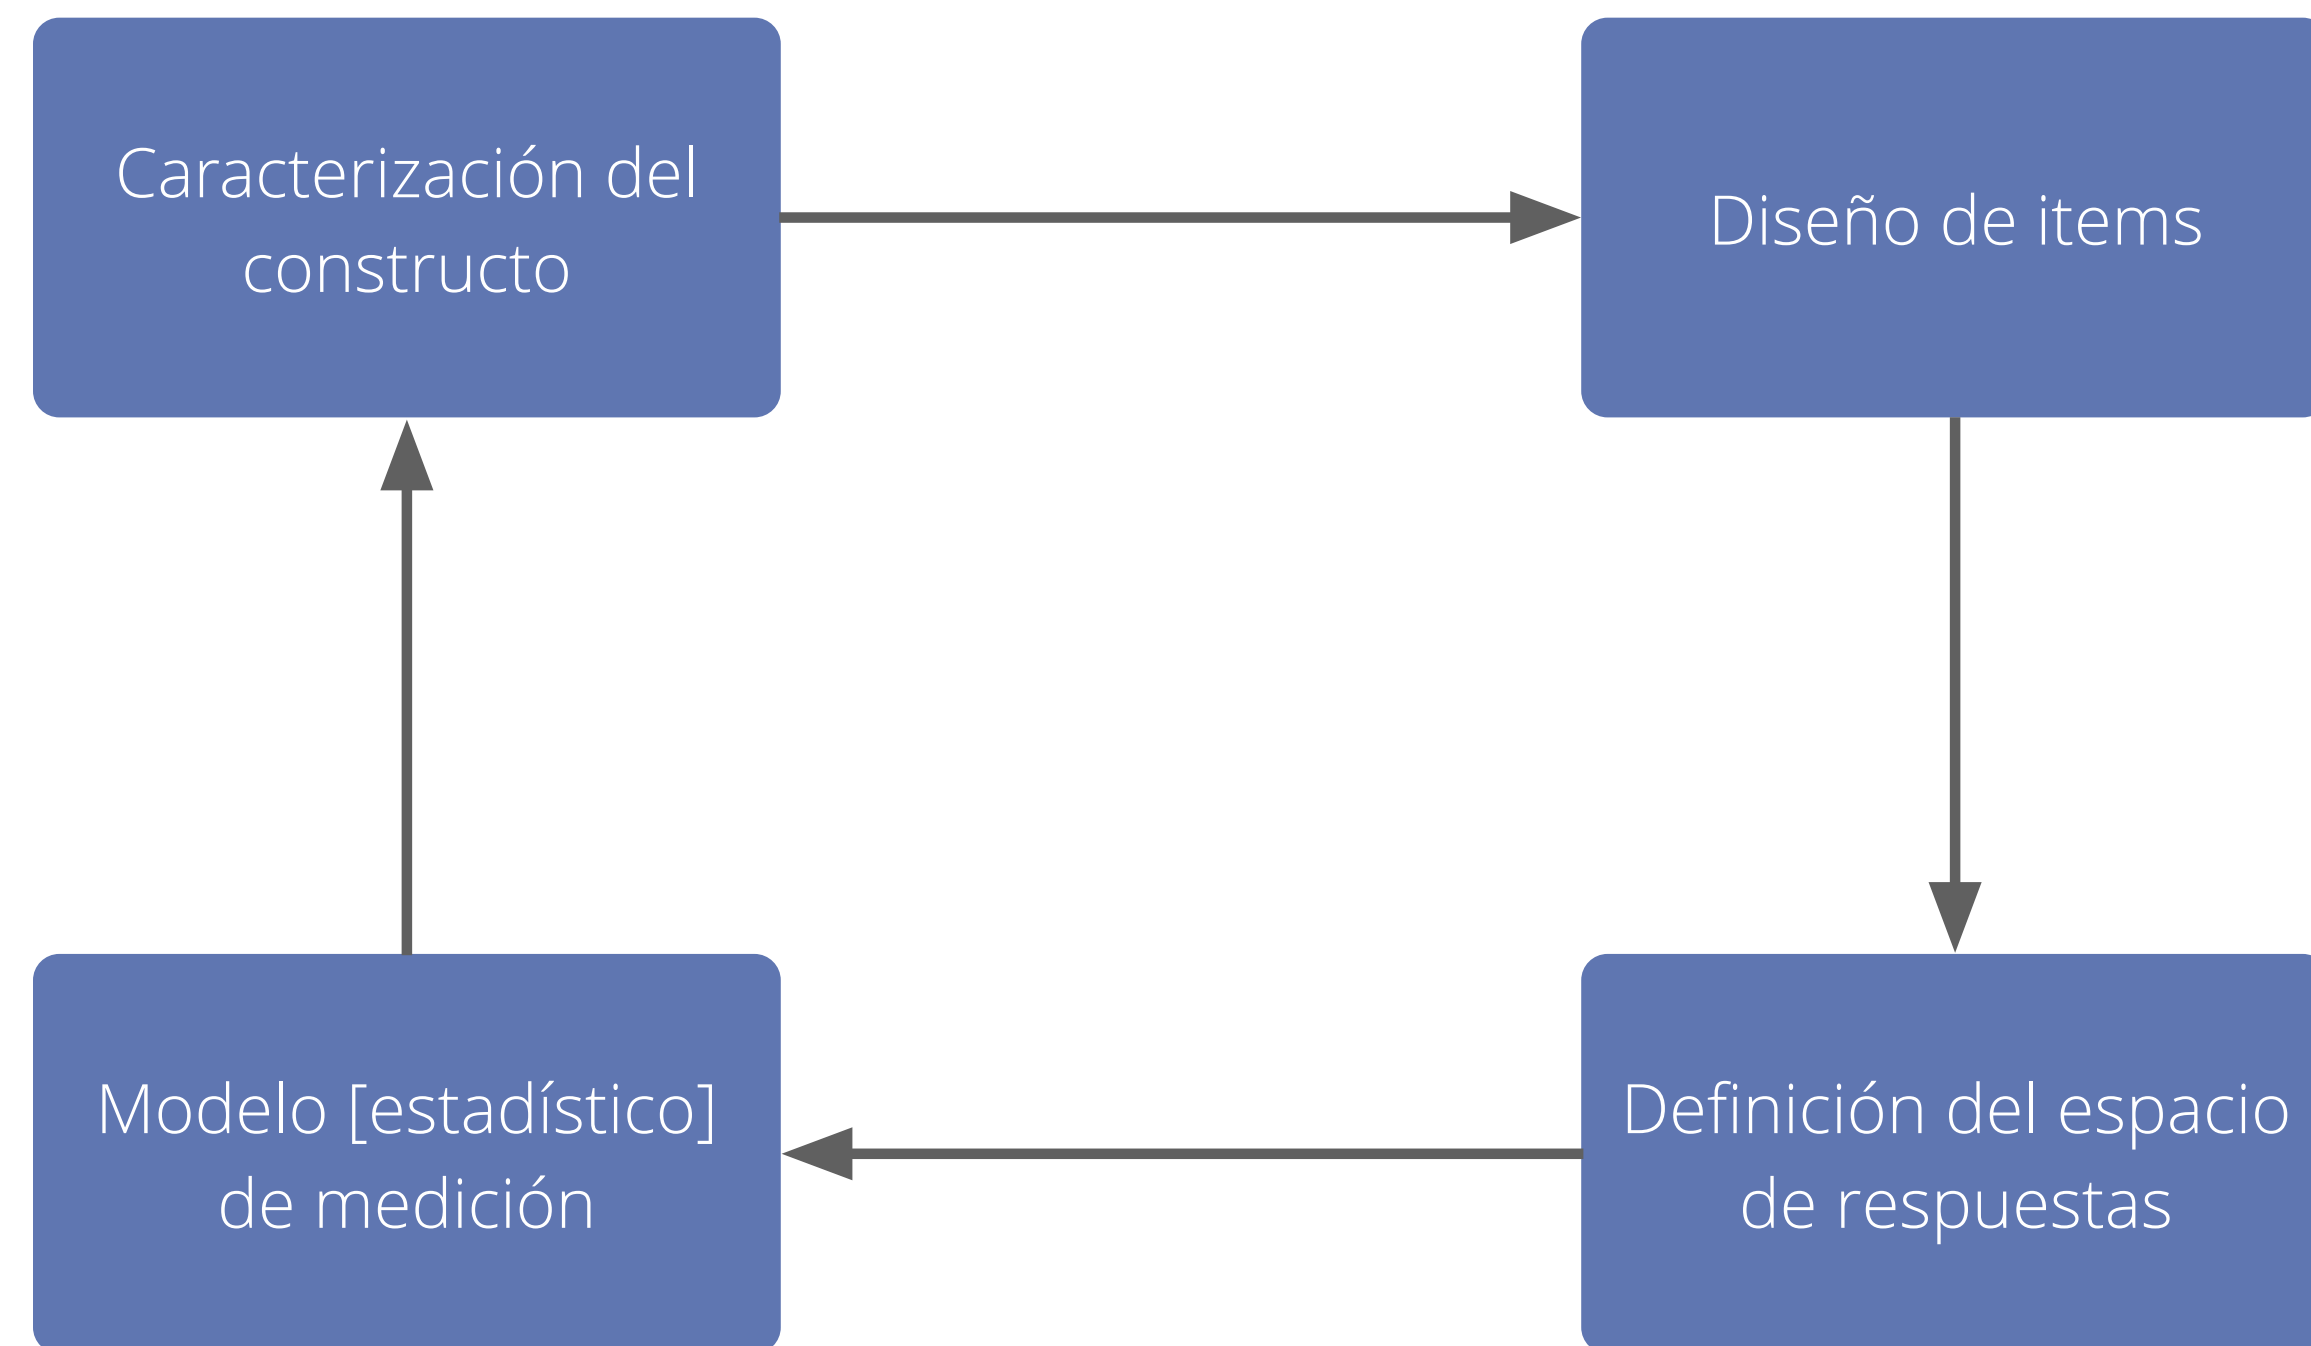 Caracterización del
constructo
Diseño de items
Modelo [estadístico]
de medición
Definición del espacio
de respuestas